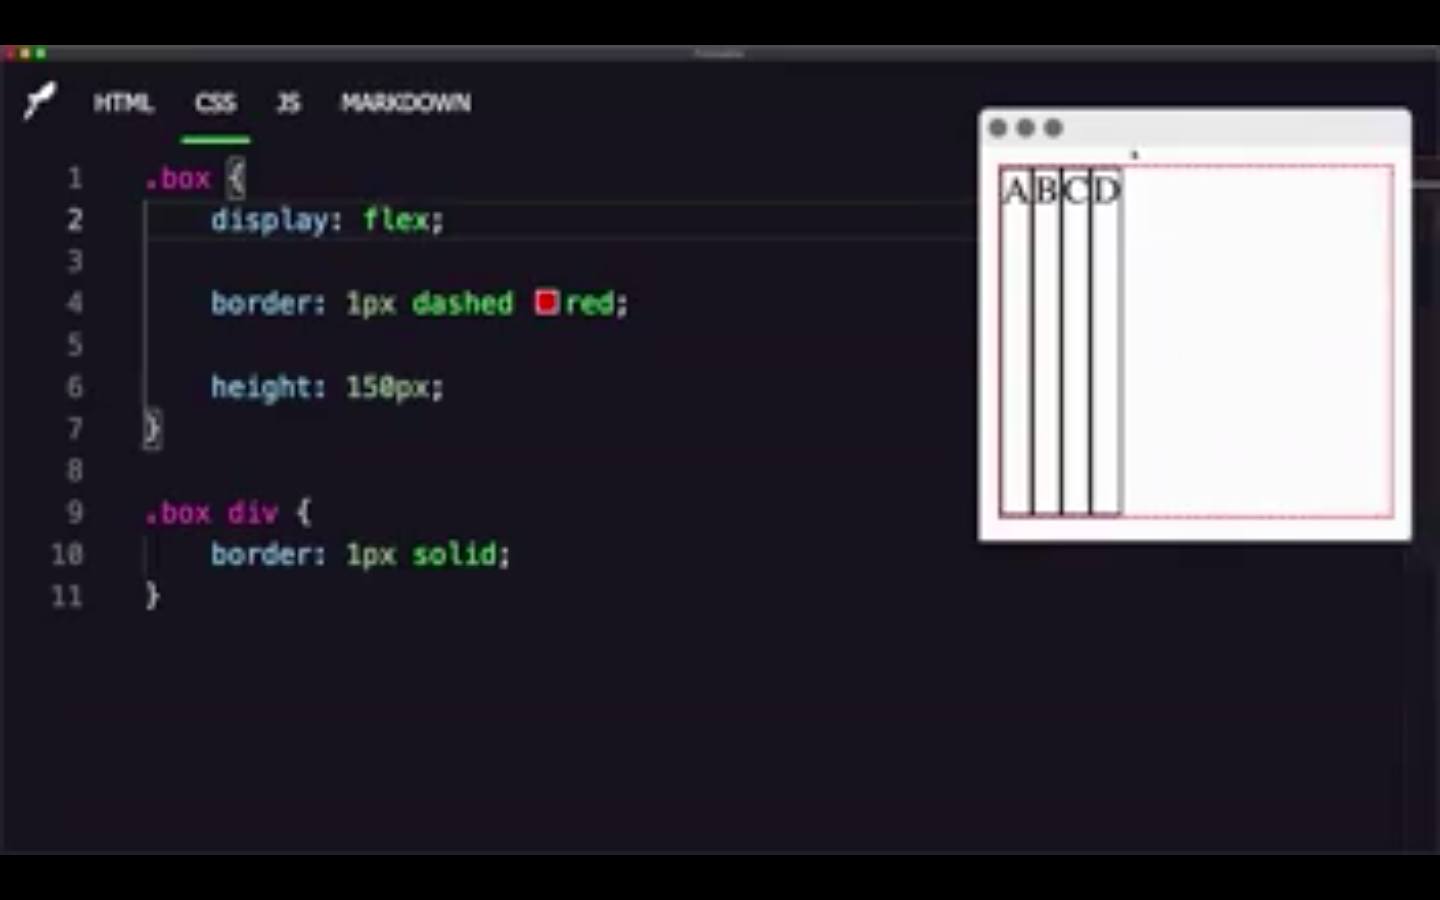 HTML CSS JS MARKDOWN
1 .box {
2 display: flex;
3
4 border: 1px dashed red;
5
6 height: 150px;
7 }
8
9 .box div {
10 border: 1px solid;
11 }
A B C D